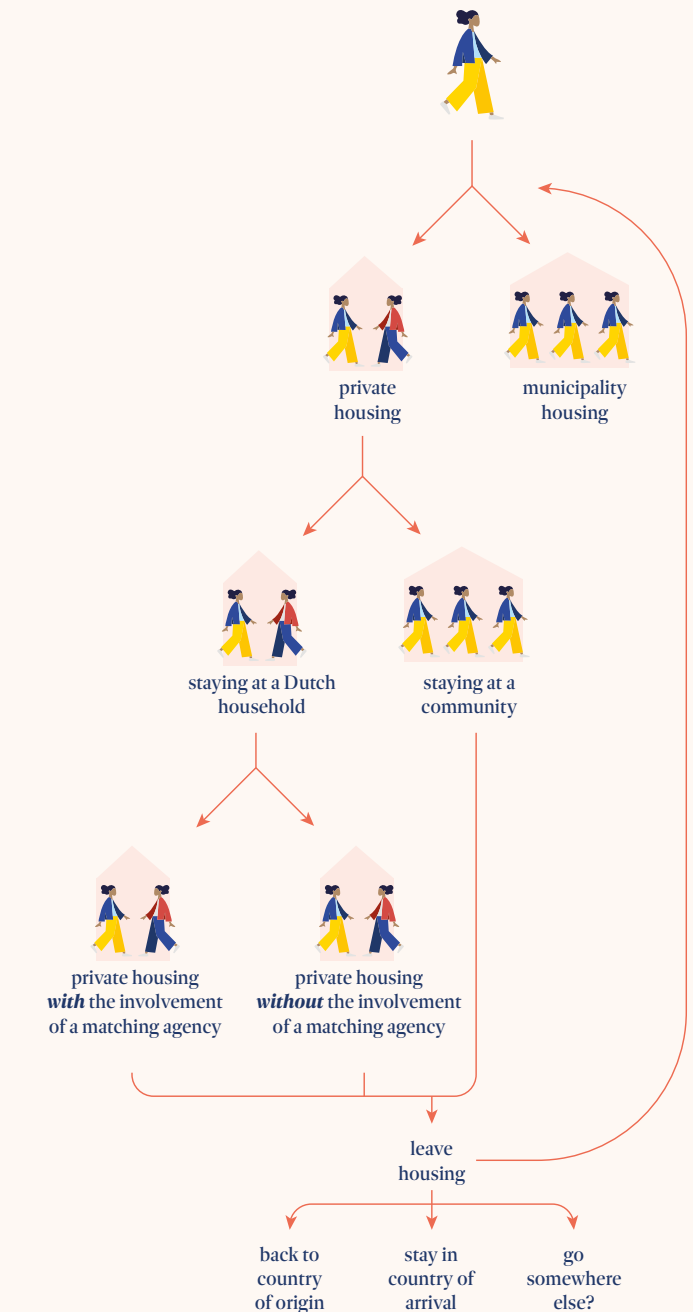 private
housing
municipality
housing
staying at a Dutch
household
staying at a
community
private housing
with the involvement
of a matching agency
private housing
without the involvement
of a matching agency
leave
housing
back to
country
of origin
stay in
country of
arrival
go
somewhere
else?